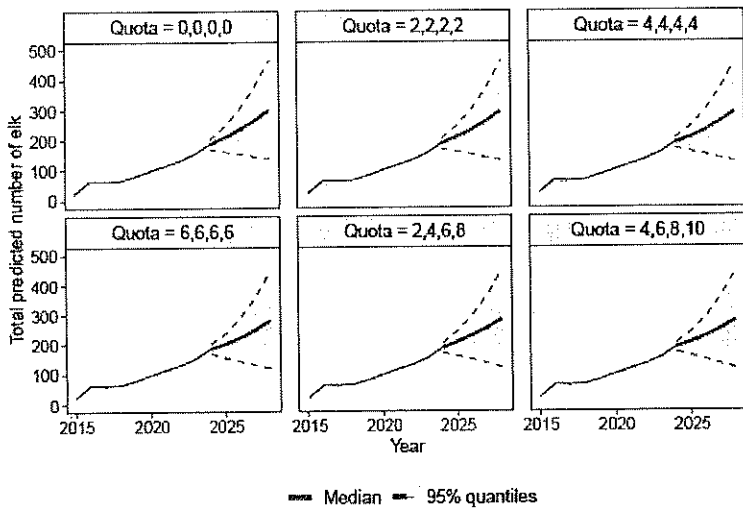 Quota = 0,0,0,0
Quota = 2,2,2,2
Quota = 4,4,4,4
500
400
300
200
100
0
Quota = 6,6,6,6
Quota = 2,4,6,8
Quota = 4,6,8,10
500
400
300
200
100
0
Total predicted number of elk
2015 2020 2025
2015 2020 2025
2015 2020 2025
Year
Median 95% quantiles